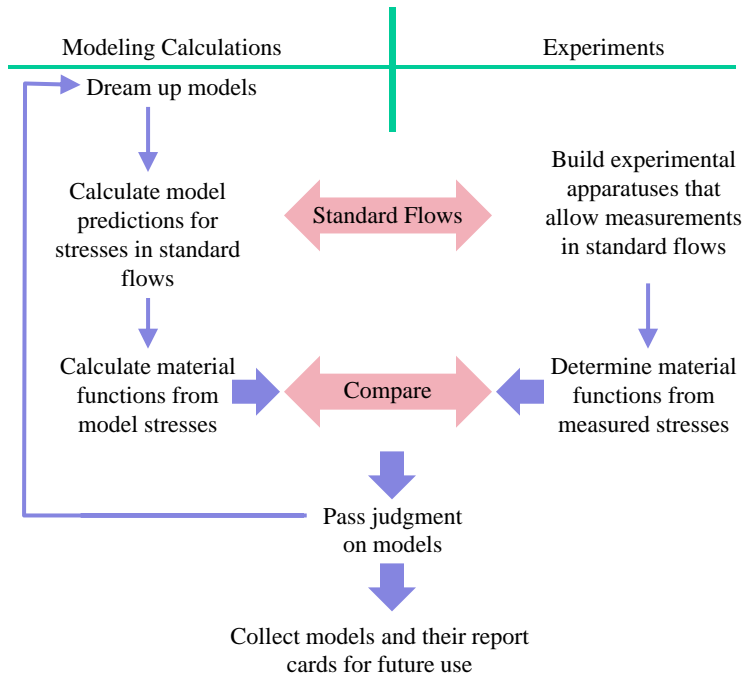 Modeling Calculations
Experiments
Dream up models
Calculate model
predictions for
stresses in standard
flows
Standard Flows
Build experimental
apparatuses that
allow measurements
in standard flows
Calculate material
functions from
model stresses
Compare
Determine material
functions from
measured stresses
Pass judgment
on models
Collect models and their report
cards for future use